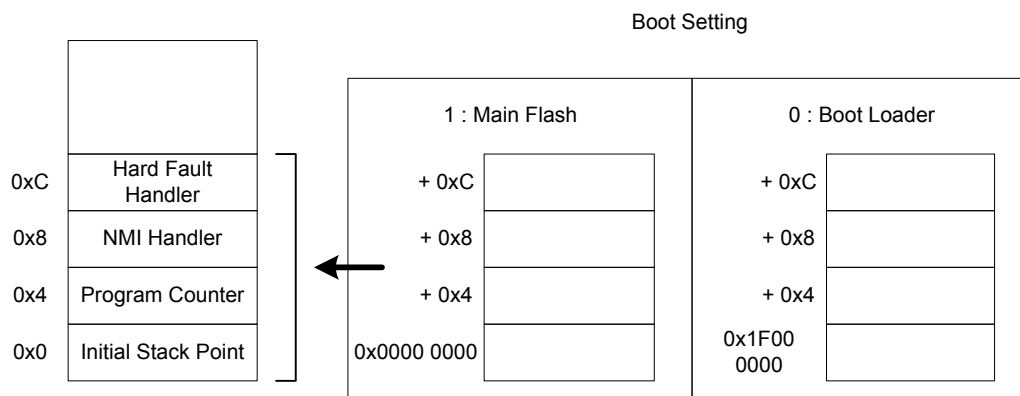 Boot Setting
1 : Main Flash
0 : Boot Loader
0xC
Hard Fault
Handler
+ 0xC
+ 0xC
0x8
NMI Handler
+ 0x8
+ 0x8
0x4
Program Counter
+ 0x4
+ 0x4
0x0
Initial Stack Point
0x0000 0000
0x1F00
0000